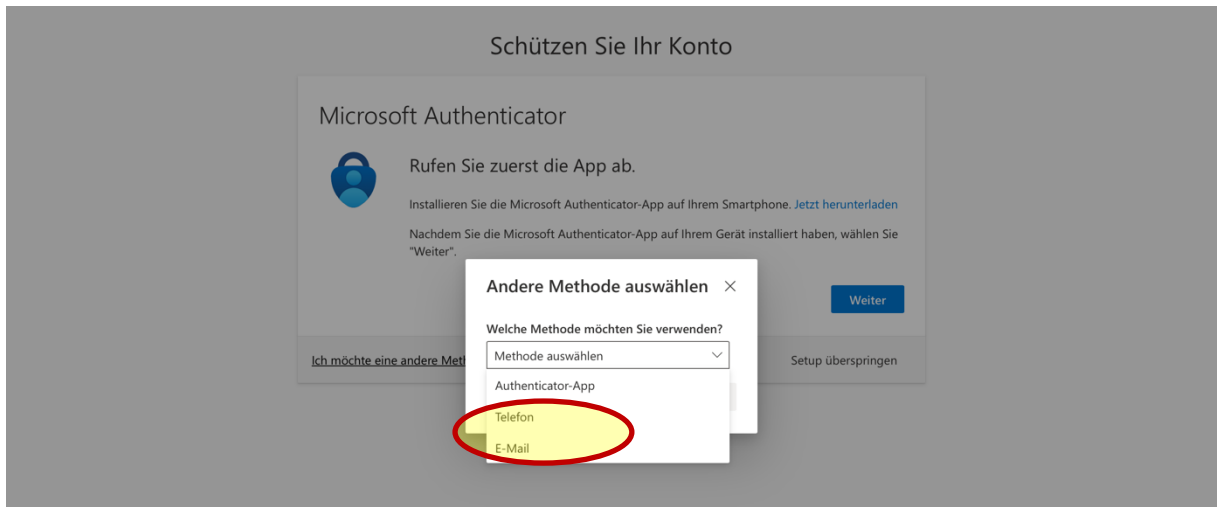 Schützen Sie Ihr Konto
Microsoft Authenticator
Rufen Sie zuerst die App ab.
Installieren Sie die Microsoft Authenticator-App auf Ihrem Smartphone. Jetzt herunterladen
Nachdem Sie die Microsoft Authenticator-App auf Ihrem Gerät installiert haben, wählen Sie
"Weiter".
Weiter
Ich möchte eine andere
Setup überspringen
Andere Methode auswählen
Welche Methode möchten Sie verwenden?
Methode auswählen
Authenticator-App
Telefon
E-Mail